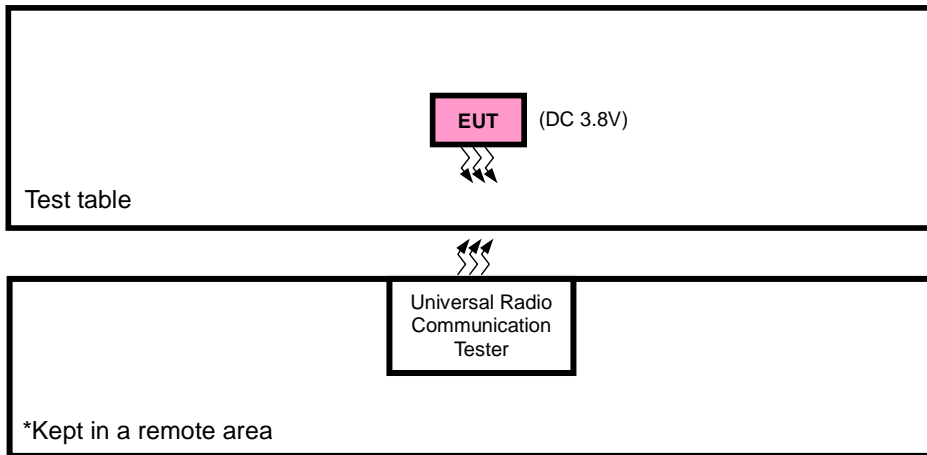 EUT
(DC 3.8V)
Test table
Universal Radio
Communication
Tester
*Kept in a remote area